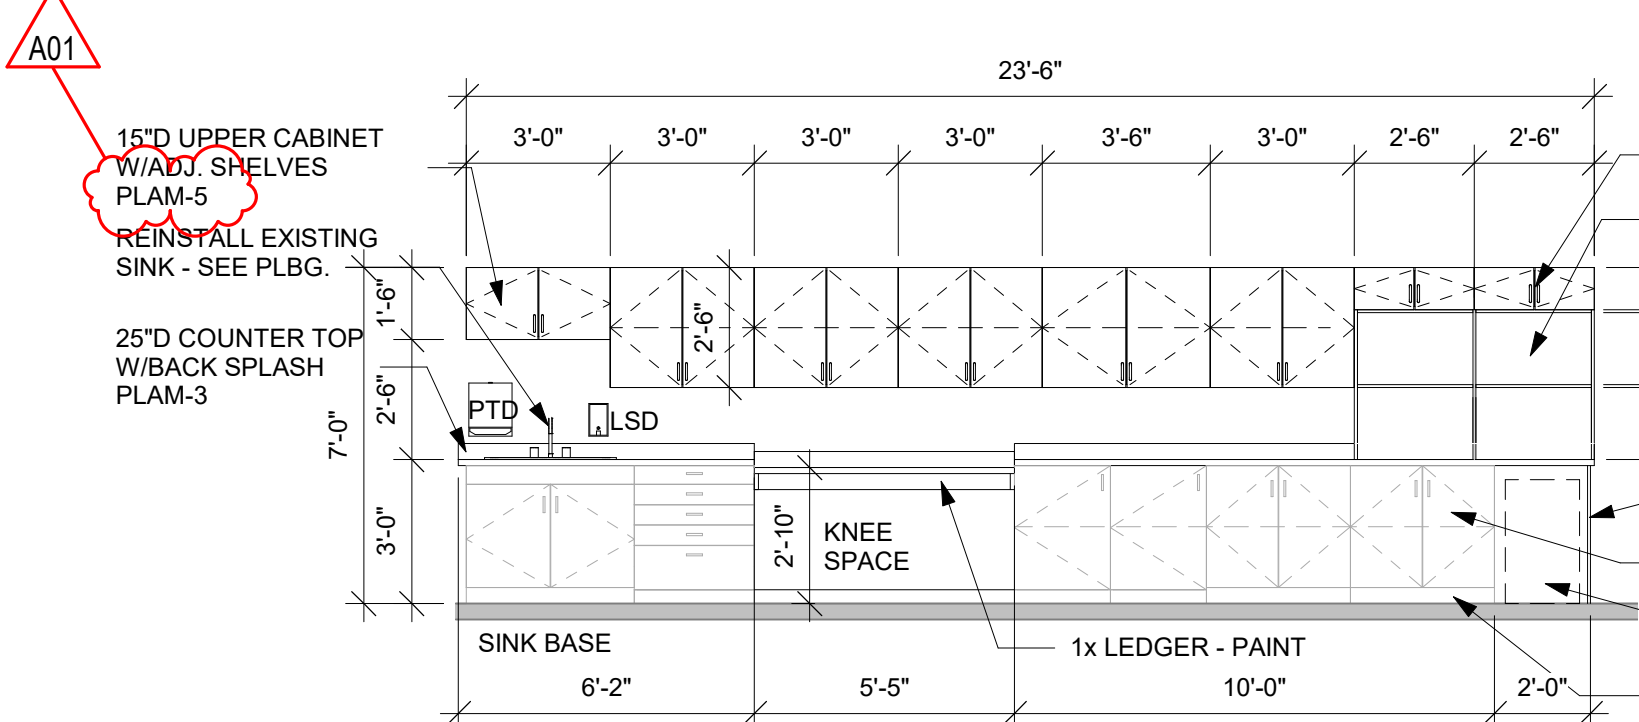 A01
23'-6"
15"D UPPER CABINET
W/ADJ. SHELVES
PLAM-5
3'-0"
3'-0"
3'-0"
3'-0"
3'-6"
3'-0"
2'-6"
2'-6"
REINSTALL EXISTING
SINK - SEE PLBG.
25"D COUNTER TOP
W/BACK SPLASH
PLAM-3
1'-6"
2'-6"
2'-6"
7'-0"
3'-0"
PTD
LSD
2'-10"
KNEE
SPACE
SINK BASE
1x LEDGER - PAINT
6'-2"
5'-5"
10'-0"
2'-0"